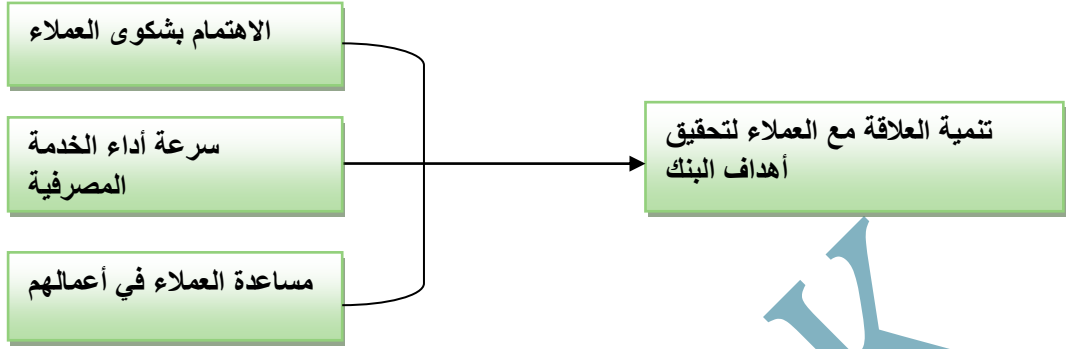 الاهتمام بشكوى العملاء
سرعة أداء الخدمة
المصرفية
مساعدة العملاء في أعمالهم
تنمية العلاقة مع العملاء لتحقيق
أهداف البنك